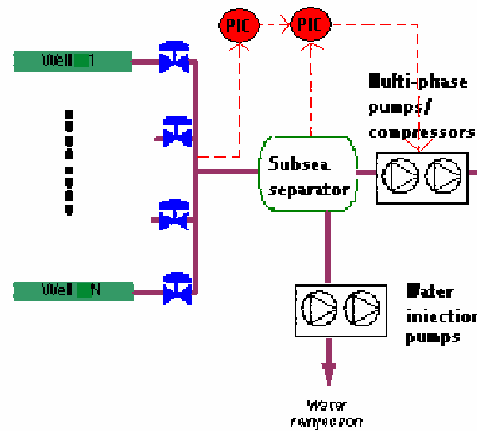 PIC
PIC
Well 1
Multi-phase
pumps/
compressors
Subsea
separator
Well N
Water
injection
pumps
Water